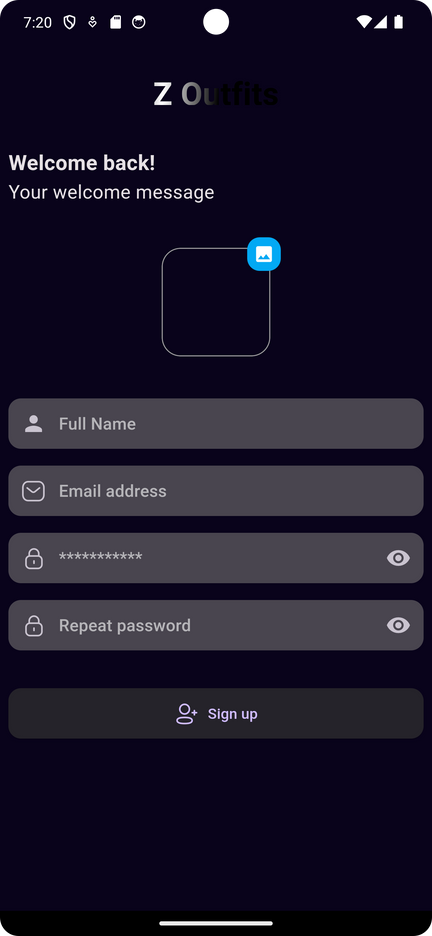 7:20
Z Outfits
Welcome back!
Your welcome message
Full Name
Email address
***********
Repeat password
Sign up